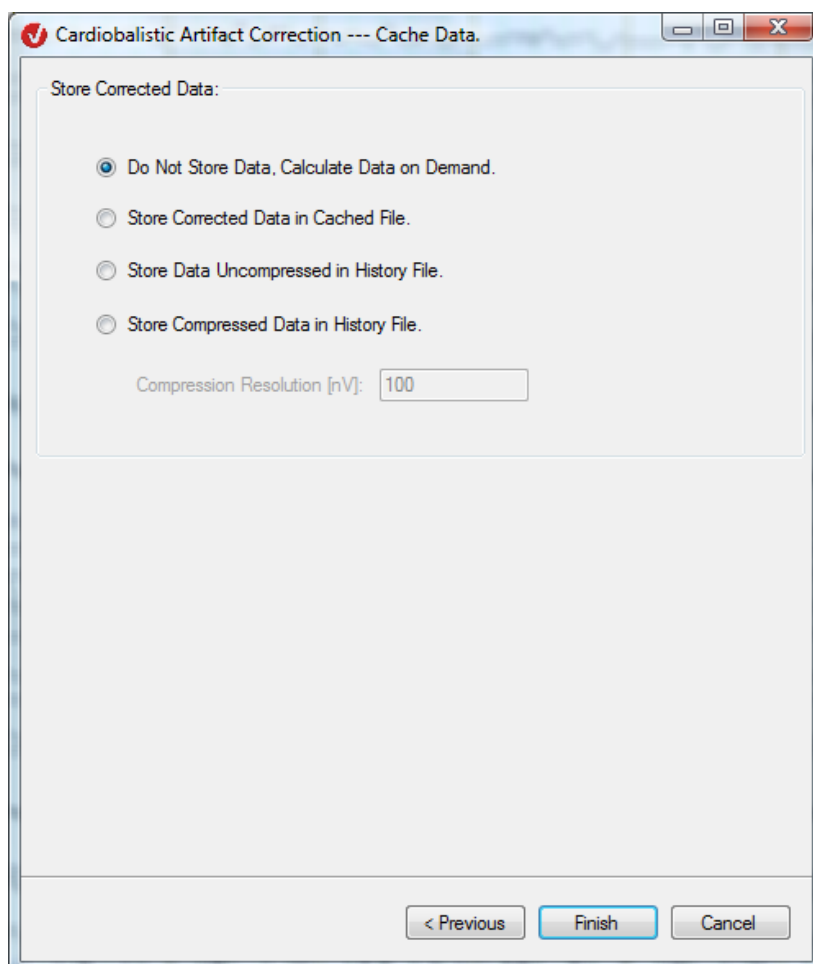 Cardiobalistic Artifact Correction --- Cache Data.
Store Corrected Data:
Do Not Store Data, Calculate Data on Demand.
Store Corrected Data in Cached File.
Store Data Uncompressed in History File.
Store Compressed Data in History File.
Compression Resolution [nV]: 100
< Previous Finish Cancel